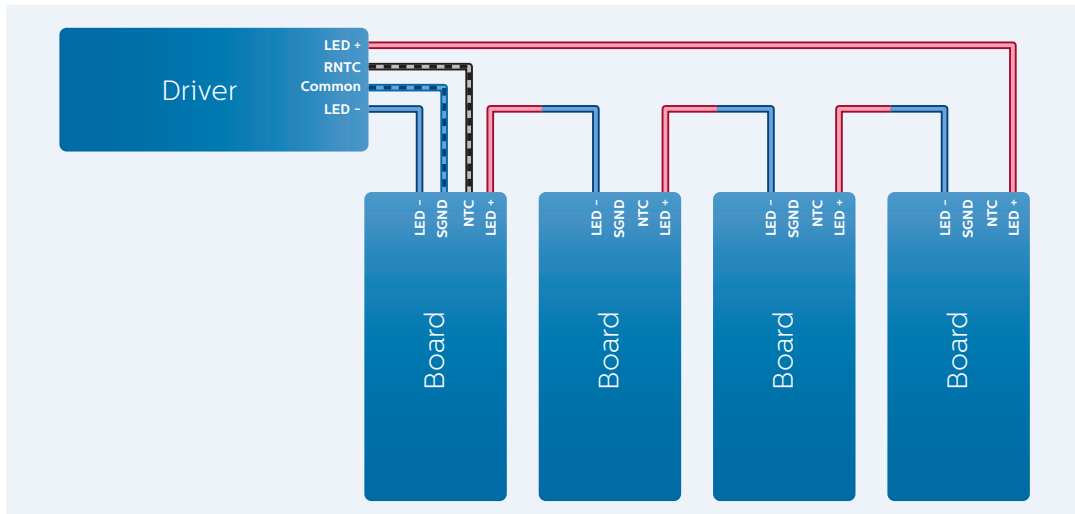 Driver
LED +
RNTC
Common
LED –
LED –
SGND
NTC
LED +
Board
LED –
SGND
NTC
LED +
Board
LED –
SGND
NTC
LED +
Board
LED –
SGND
NTC
LED +
Board